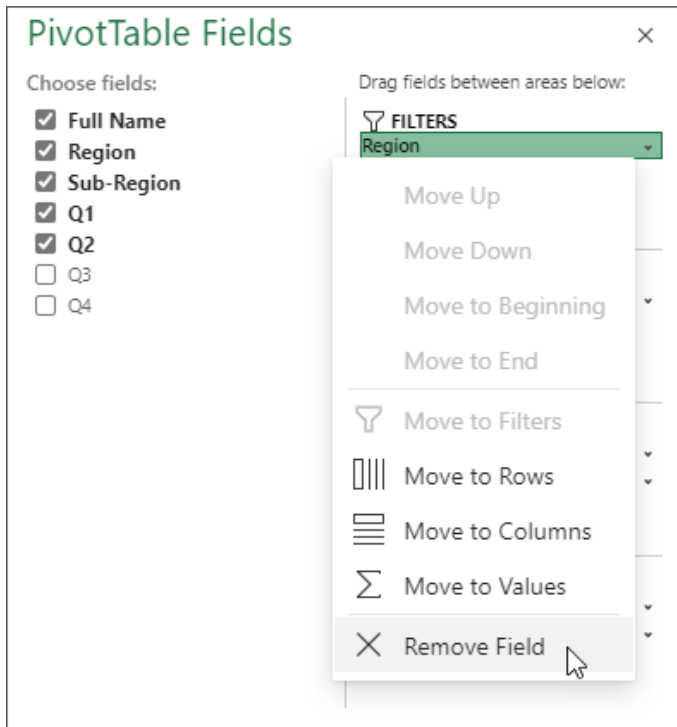 PivotTable Fields
Choose fields:
Full Name
Region
Sub-Region
Q1
Q2
Q3
Q4
Drag fields between areas below:
FILTERS
Region
Move Up
Move Down
Move to Beginning
Move to End
Move to Filters
Move to Rows
Move to Columns
Move to Values
Remove Field